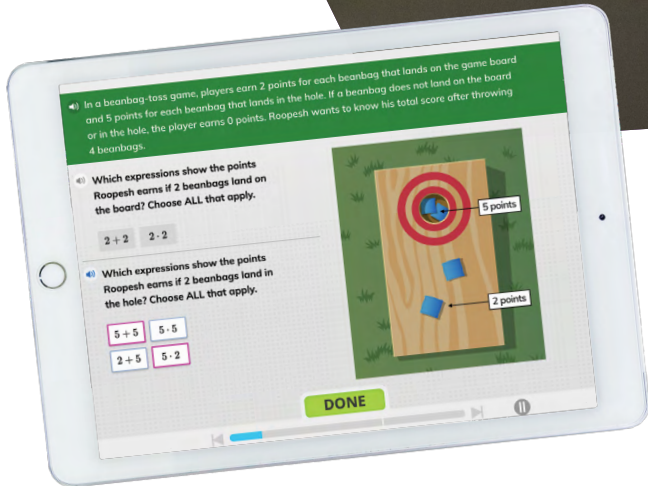 In a beanbag-toss game, players earn 2 points for each beanbag that lands on the game board
and 5 points for each beanbag that lands in the hole. If a beanbag does not land on the board
or in the hole, the player earns 0 points. Roopesh wants to know his total score after throwing
4 beanbags.
Which expressions show the points
Roopesh earns if 2 beanbags land on
the board? Choose ALL that apply.
2 + 2 2 · 2
Which expressions show the points
Roopesh earns if 2 beanbags land in
the hole? Choose ALL that apply.
5 + 5 5 · 5
2 + 5 5 · 2
5 points
2 points
DONE